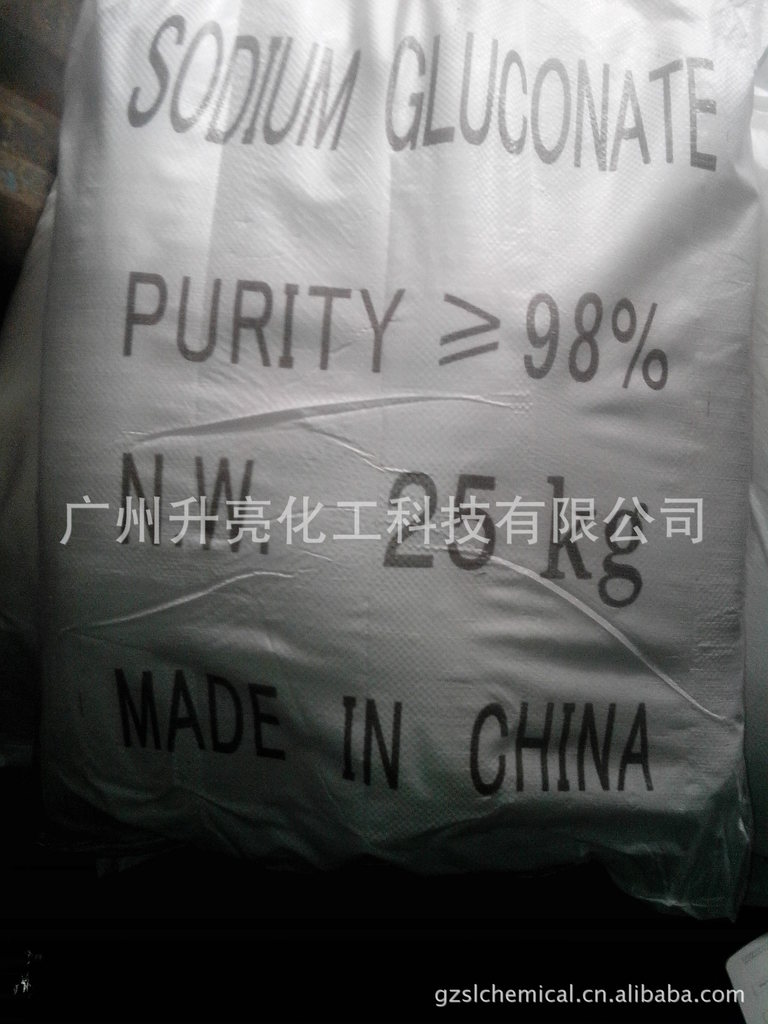 SODIUM GLUCONATE
PURITY ≥ 98%
N.W. 25 kg
广州升亮化工科技有限公司
MADE IN CHINA
gzslchemical.cn.alibaba.com